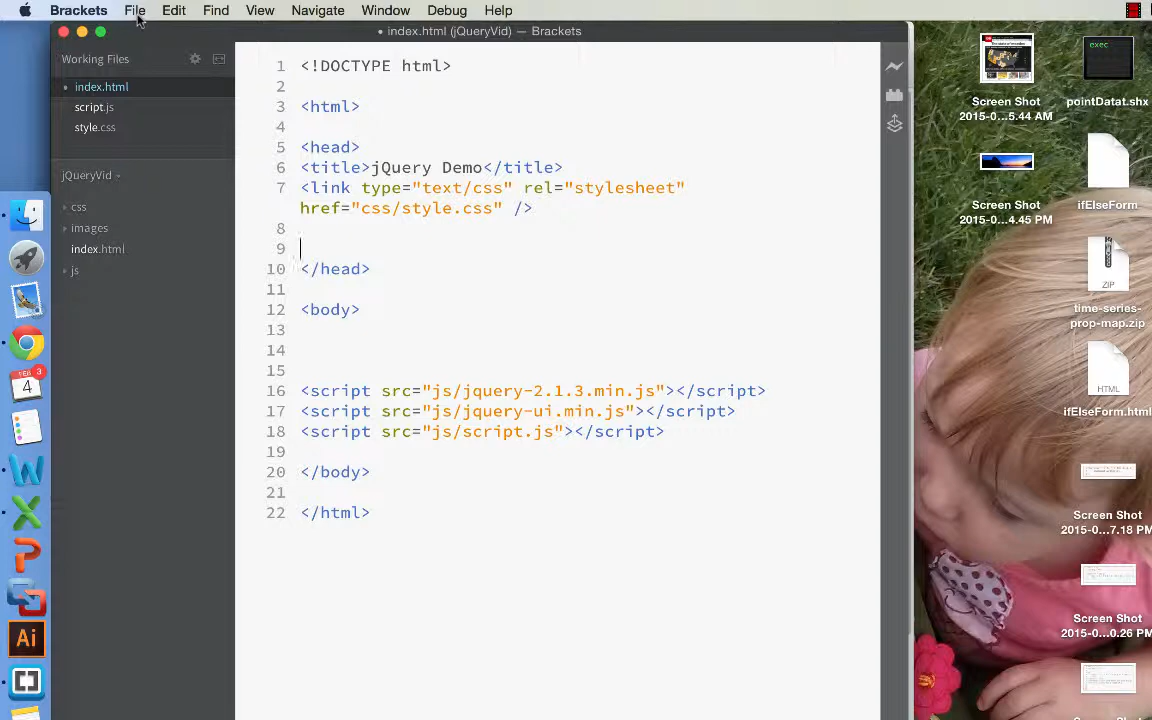 Brackets File Edit Find View Navigate Window Debug Help
• index.html (jQueryVid) — Brackets
Working Files
index.html
script.js
style.css
jQueryVid
css
images
index.html
js
1 <!DOCTYPE html>
2
3 <html>
4
5 <head>
6 <title>jQuery Demo</title>
7 <link type="text/css" rel="stylesheet"
href="css/style.css" />
8
9
10 </head>
11
12 <body>
13
14
15
16 <script src="js/jquery-2.1.3.min.js"></script>
17 <script src="js/jquery-ui.min.js"></script>
18 <script src="js/script.js"></script>
19
20 </body>
21
22 </html>
FEB
4
3
Ai
Screen Shot
2015-0...5.44 AM
exec
pointDatat.shx
Screen Shot
2015-0...4.45 PM
ifElseForm
ZIP
time-series-
prop-map.zip
HTML
ifElseForm.html
Screen Shot
2015-0...7.18 PM
Screen Shot
2015-0...0.26 PM